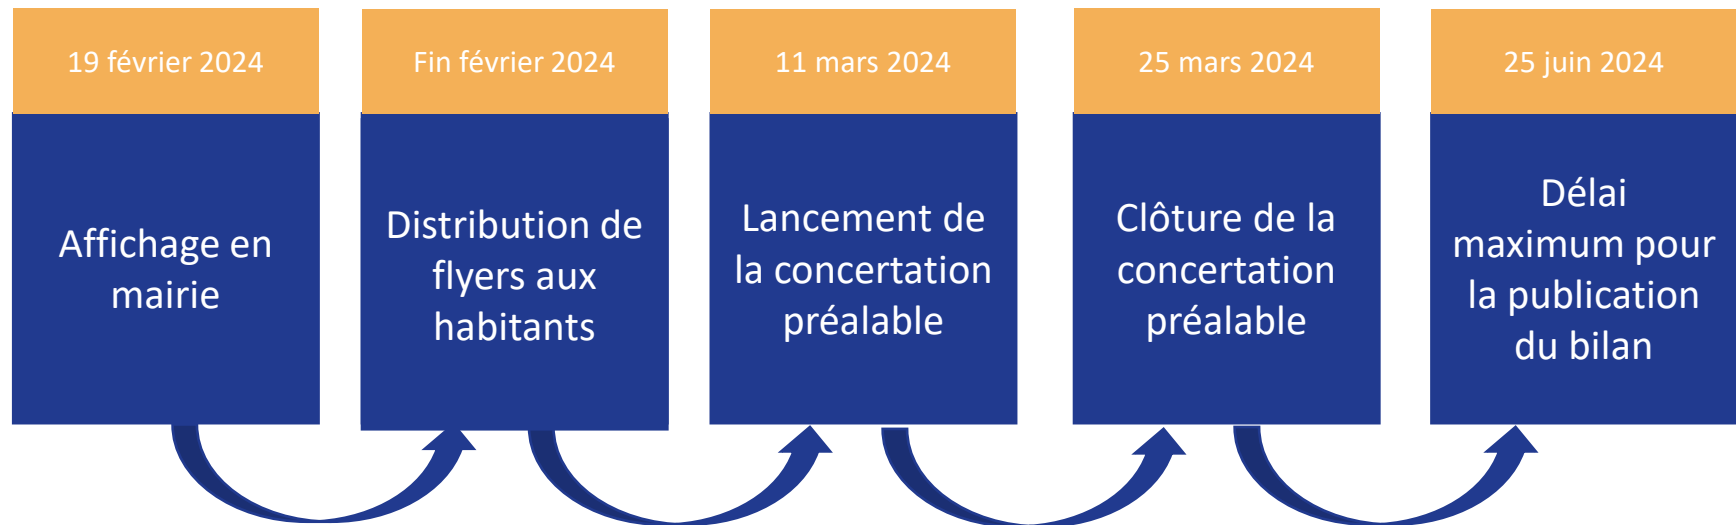 19 février 2024
Affichage en
mairie
Fin février 2024
Distribution de
flyers aux
habitants
11 mars 2024
Lancement de
la concertation
préalable
25 mars 2024
Clôture de la
concertation
préalable
25 juin 2024
Délai
maximum pour
la publication
du bilan